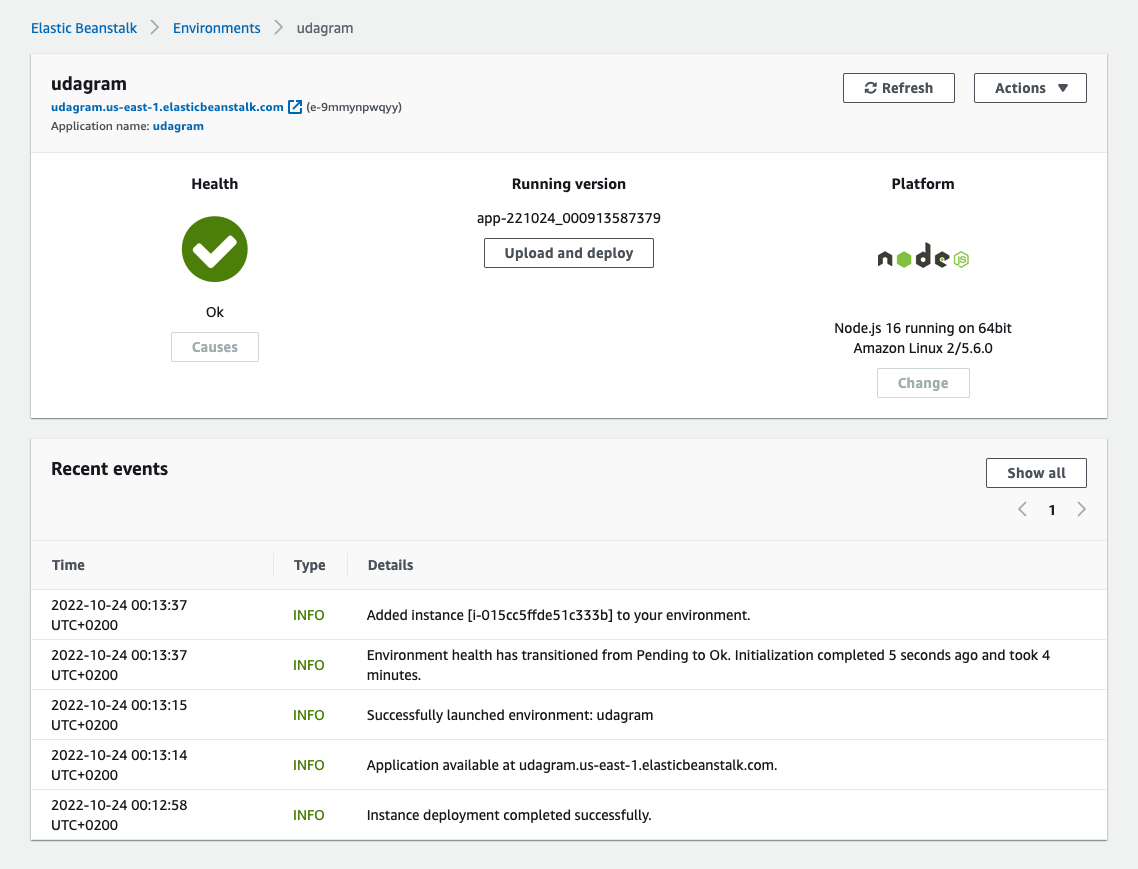 Elastic Beanstalk > Environments > udagram
udagram
udagram.us-east-1.elasticbeanstalk.com (e-9mmynpwqyy)
Application name: udagram
Refresh
Actions
Health
Ok
Causes
Running version
app-221024_000913587379
Upload and deploy
Platform
node JS
Node.js 16 running on 64bit
Amazon Linux 2/5.6.0
Change
Recent events
Show all
1
Time Type Details
2022-10-24 00:13:37
UTC+0200
INFO
Added instance [i-015cc5ffde51c333b] to your environment.
2022-10-24 00:13:37
UTC+0200
INFO
Environment health has transitioned from Pending to Ok. Initialization completed 5 seconds ago and took 4
minutes.
2022-10-24 00:13:15
UTC+0200
INFO
Successfully launched environment: udagram
2022-10-24 00:13:14
UTC+0200
INFO
Application available at udagram.us-east-1.elasticbeanstalk.com.
2022-10-24 00:12:58
UTC+0200
INFO
Instance deployment completed successfully.